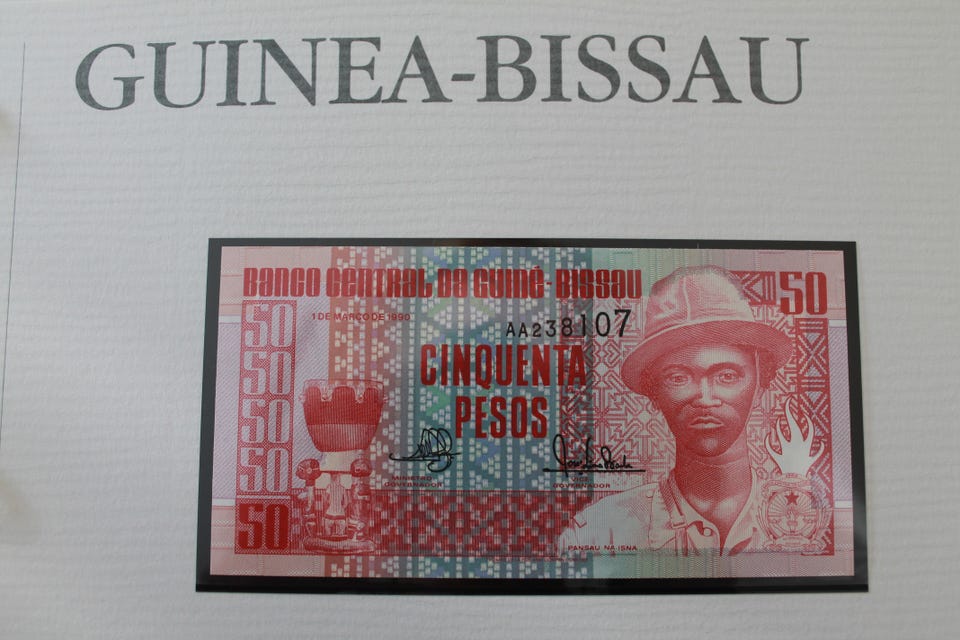 GUINEA-BISSAU
BANCO CENTRAL DA GUINÉ-BISSAU
50
1 DE MARÇO DE 1990
AA238107
50
50
50
50
50
CINQUENTA
PESOS
MINISTRO
GOVERNADOR
VICE
GOVERNADOR
PANSAU NA ISNA